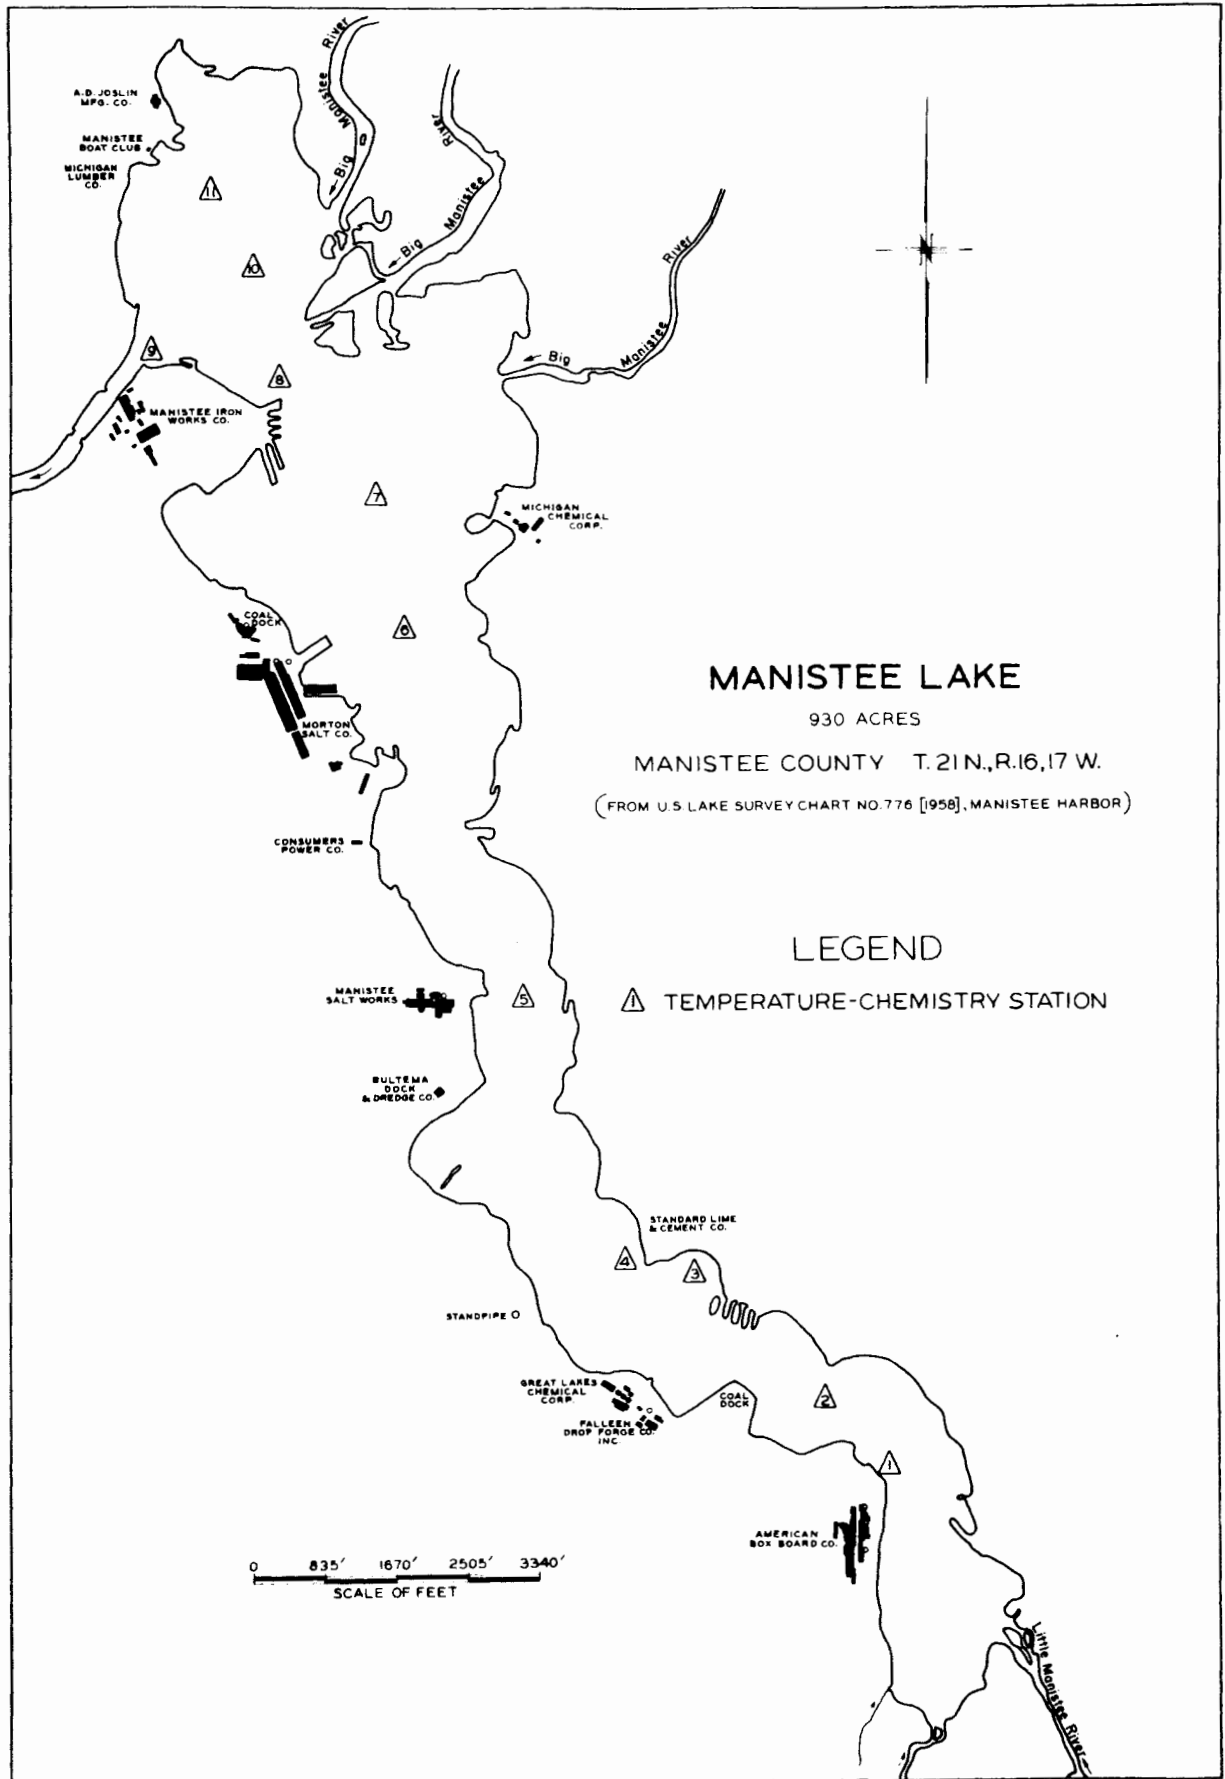 River
Manistee
Big
River
Manistee
Big
River
Manistee
Big
A.D. JOSLIN
MFG. CO.
MANISTEE
BOAT CLUB
MICHIGAN
LUMBER
CO.
11
10
9
8
MANISTEE IRON
WORKS CO.
7
MICHIGAN
CHEMICAL
CORP.
COAL
DOCK
6
MORTON
SALT CO.
MANISTEE LAKE
930 ACRES
MANISTEE COUNTY T. 21 N., R. 16, 17 W.
(FROM U.S. LAKE SURVEY CHART NO. 776 [1958], MANISTEE HARBOR)
CONSUMERS
POWER CO.
LEGEND
1 TEMPERATURE-CHEMISTRY STATION
MANISTEE
SALT WORKS
5
BULTEMA
DOCK
& DREDGE CO.
STANDARD LIME
& CEMENT CO.
4
3
STANDPIPE
GREAT LAKES
CHEMICAL
CORP.
FALLEEN
DROP FORGE CO.
INC.
COAL
DOCK
2
1
AMERICAN
BOX BOARD CO.
0 835' 1670' 2505' 3340'
SCALE OF FEET
Little Manistee River